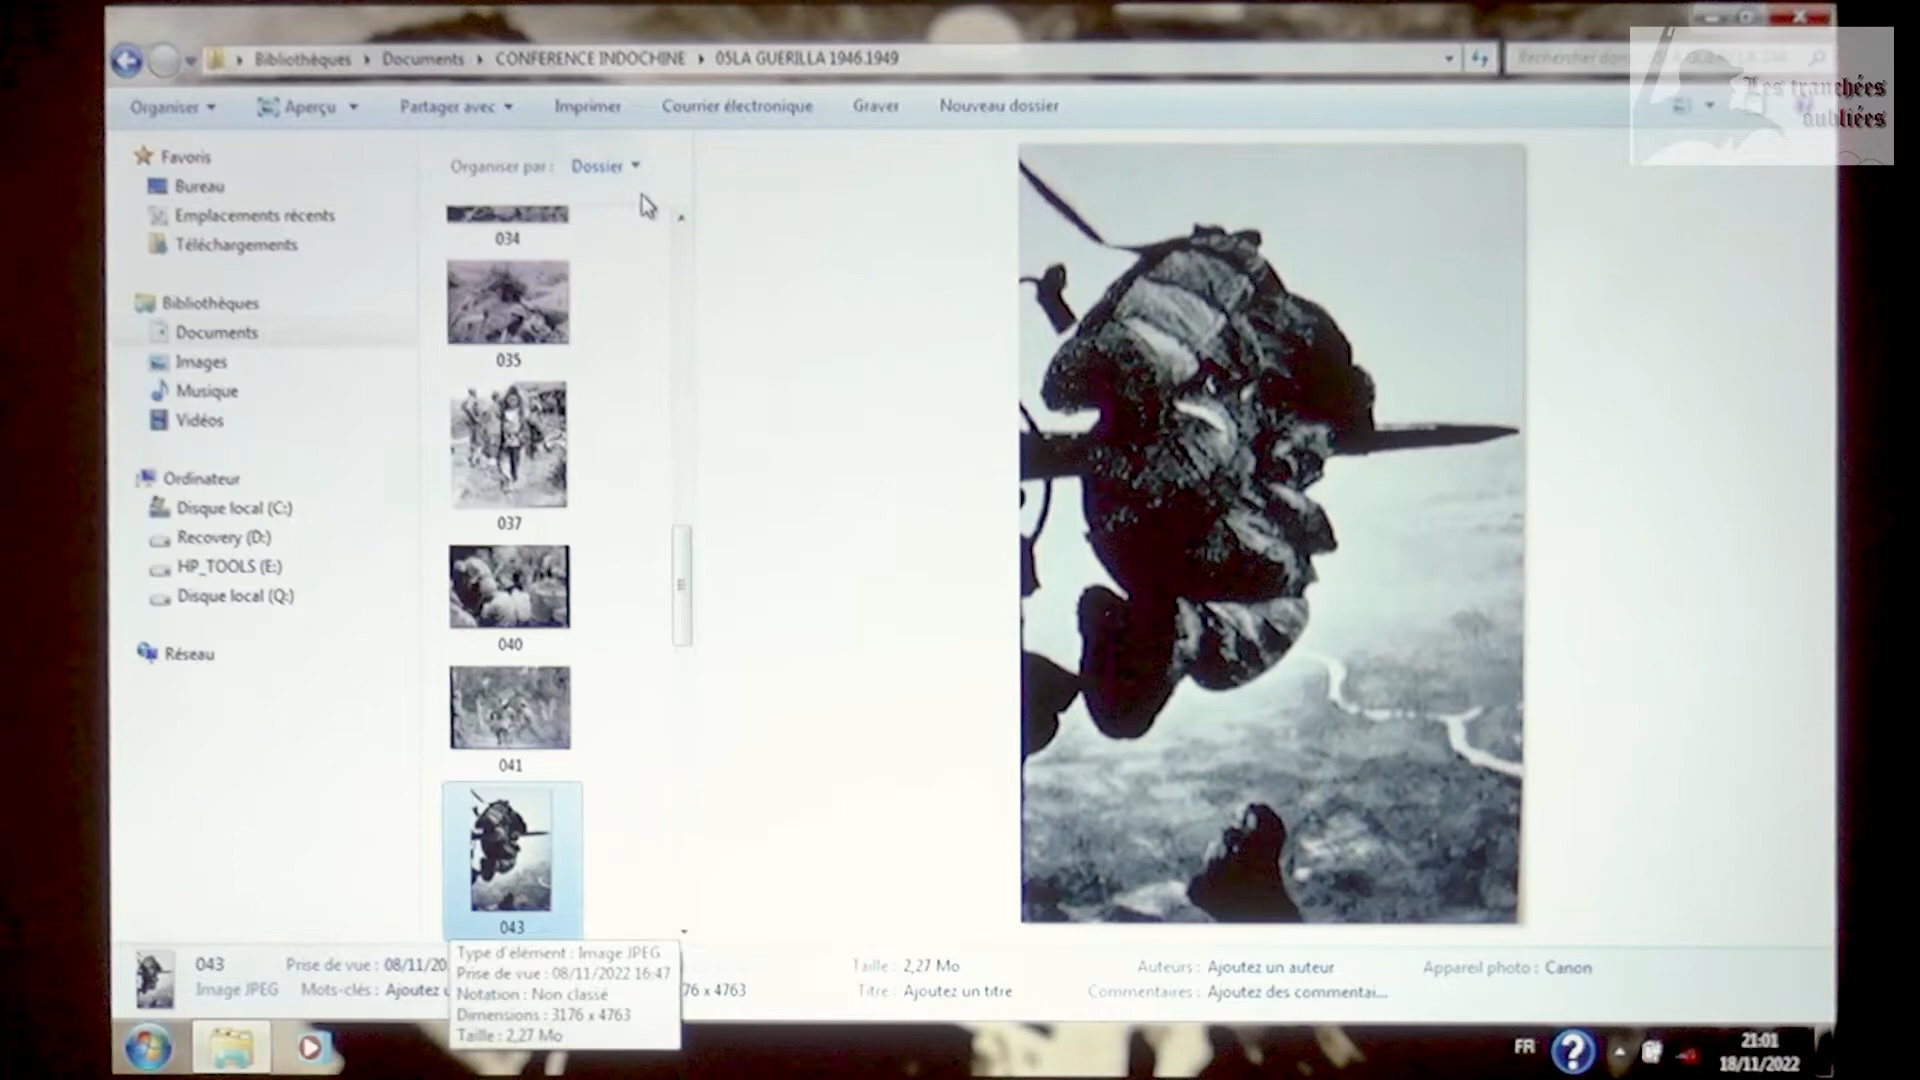 Bibliothèques
Documents
CONFERENCE INDOCHINE
05LA GUERILLA 1946.1949
Rechercher
Les tranchées
oubliées
Organiser
Aperçu
Partager avec
Imprimer
Courrier électronique
Graver
Nouveau dossier
Favoris
Bureau
Emplacements récents
Téléchargements
Bibliothèques
Documents
Images
Musique
Vidéos
Ordinateur
Disque local (C:)
Recovery (D:)
HP_TOOLS (E:)
Disque local (Q:)
Réseau
Organiser par : Dossier
034
035
037
040
041
043
Type d'élément : Image JPEG
Prise de vue : 08/11/2022 16:47
Notation : Non classé
Dimensions : 3176 x 4763
Taille : 2,27 Mo
043
Image JPEG
Prise de vue : 08/11/20
Mots-clés : Ajoutez
76 x 4763
Taille : 2,27 Mo
Titre : Ajoutez un titre
Auteurs : Ajoutez un auteur
Commentaires : Ajoutez des commentai...
Appareil photo : Canon
FR
21:01
18/11/2022